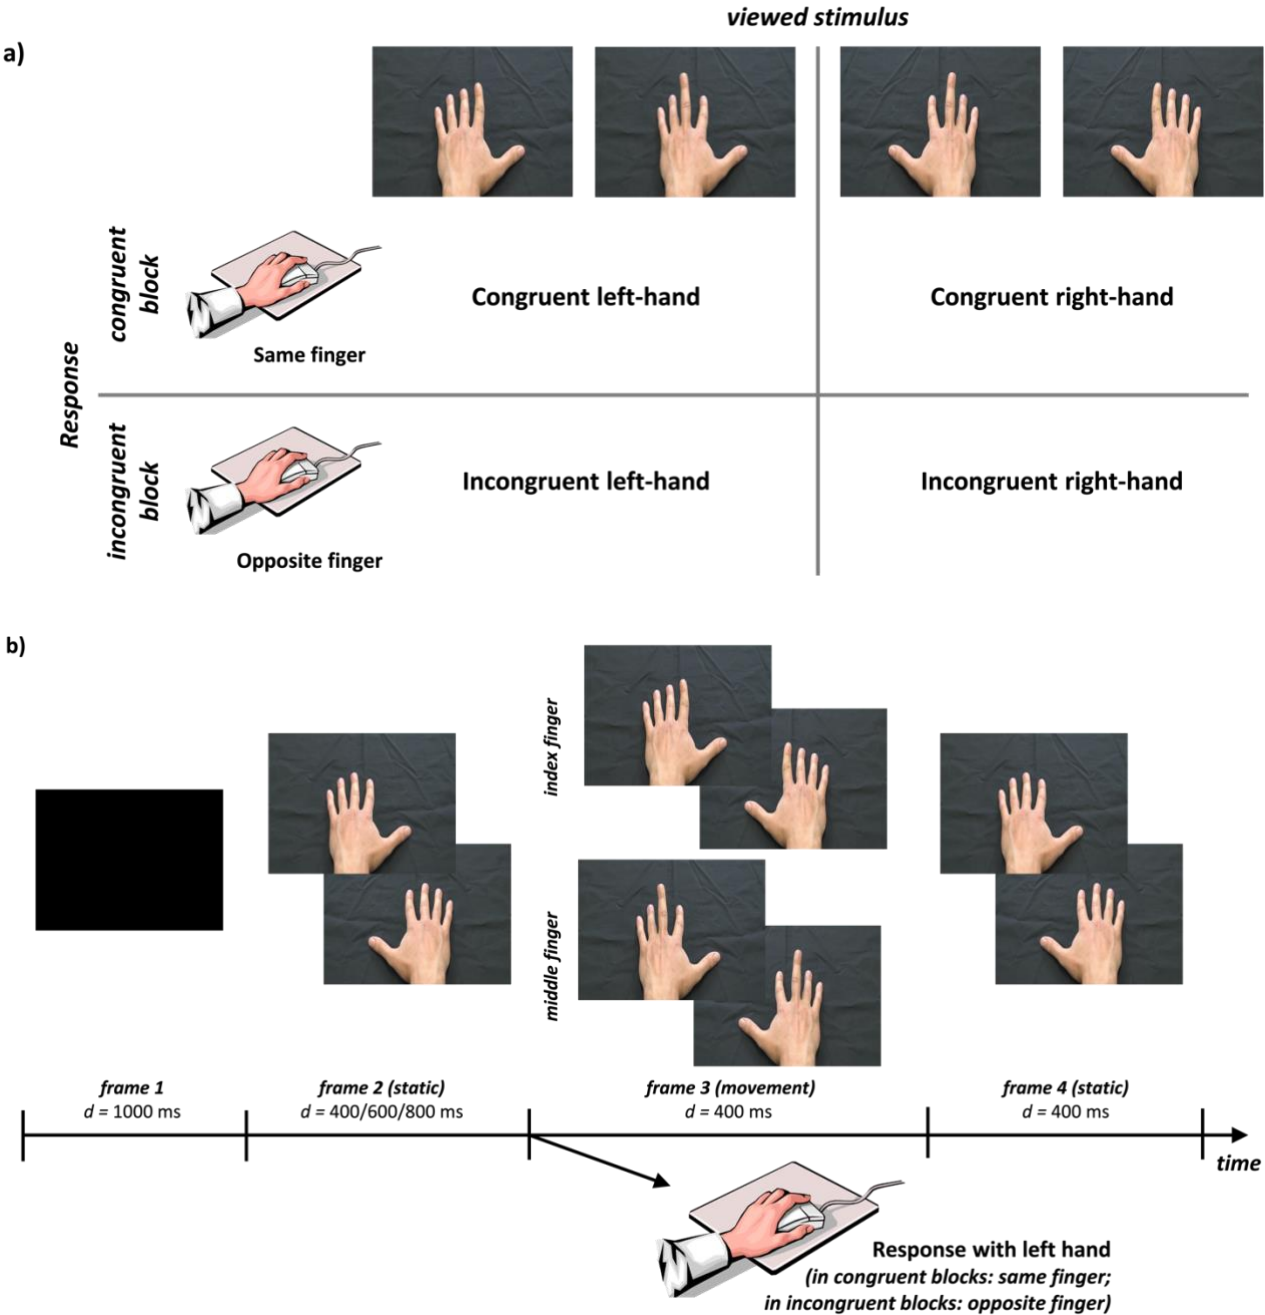 viewed stimulus
a)
Response
congruent
block
Same finger
Congruent left-hand
Congruent right-hand
incongruent
block
Opposite finger
Incongruent left-hand
Incongruent right-hand
b)
index finger
middle finger
frame 1
d = 1000 ms
frame 2 (static)
d = 400/600/800 ms
frame 3 (movement)
d = 400 ms
frame 4 (static)
d = 400 ms
time
Response with left hand
(in congruent blocks: same finger;
in incongruent blocks: opposite finger)